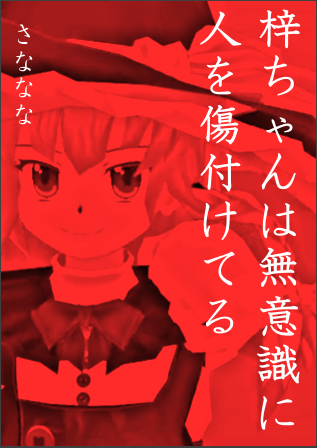 梓ちゃんは無意識に
人を傷付けてる
さななな